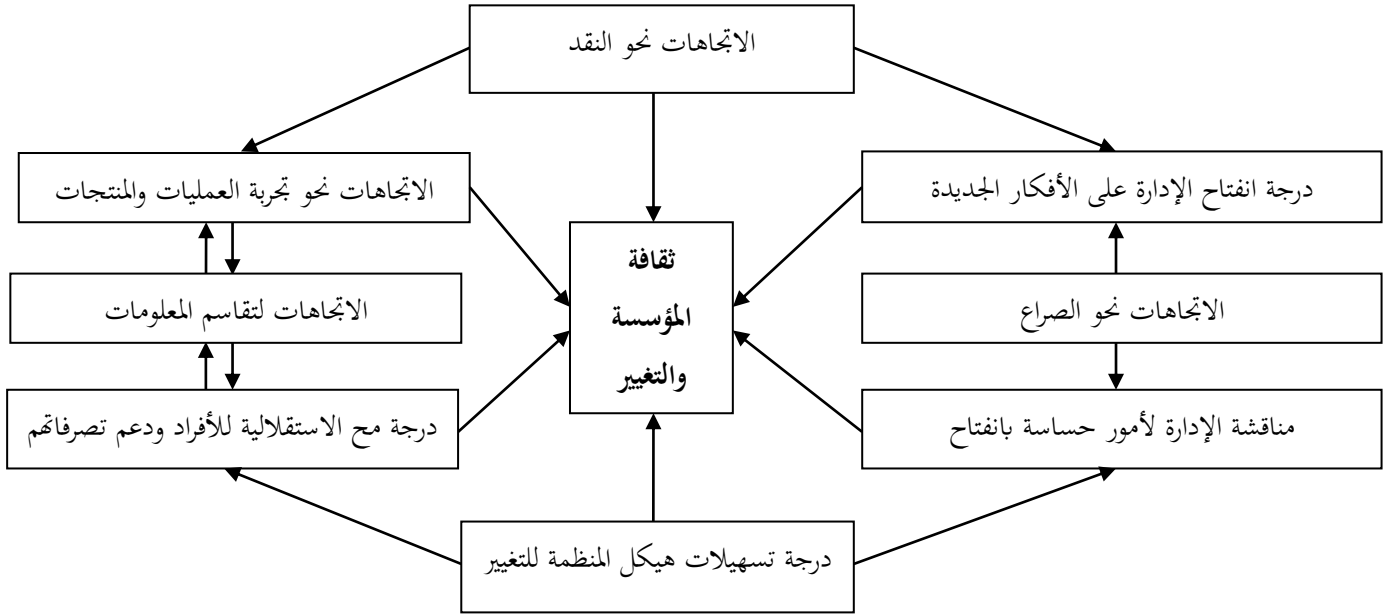 الاتجاهات نحو النقد
درجة انفتاح الإدارة على الأفكار الجديدة
الاتجاهات نحو تجربة العمليات والمنتجات
ثقافة
المؤسسة
والتغيير
الاتجاهات نحو الصراع
الاتجاهات لتقاسم المعلومات
مناقشة الإدارة لأمور حساسة بانفتاح
درجة مح الاستقلالية للأفراد ودعم تصرفاتهم
درجة تسهيلات هيكل المنظمة للتغيير